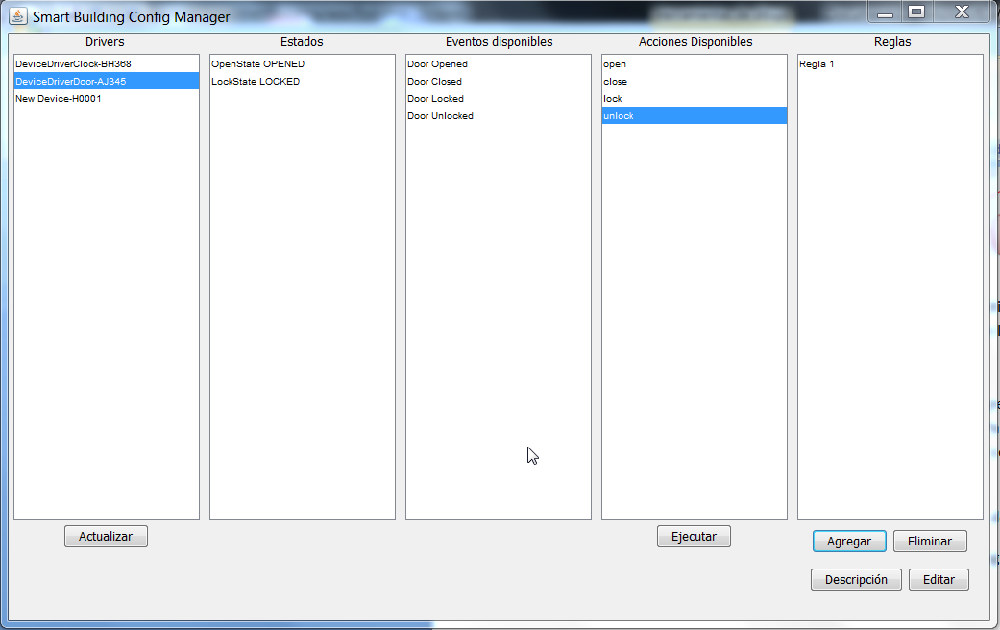 Smart Building Config Manager
Drivers
Estados
Eventos disponibles
Acciones Disponibles
Reglas
DeviceDriverClock-BH368
DeviceDriverDoor-AJ345
New Device-H0001
OpenState OPENED
LockState LOCKED
Door Opened
Door Closed
Door Locked
Door Unlocked
open
close
lock
unlock
Regla 1
Actualizar
Ejecutar
Agregar
Eliminar
Descripción
Editar